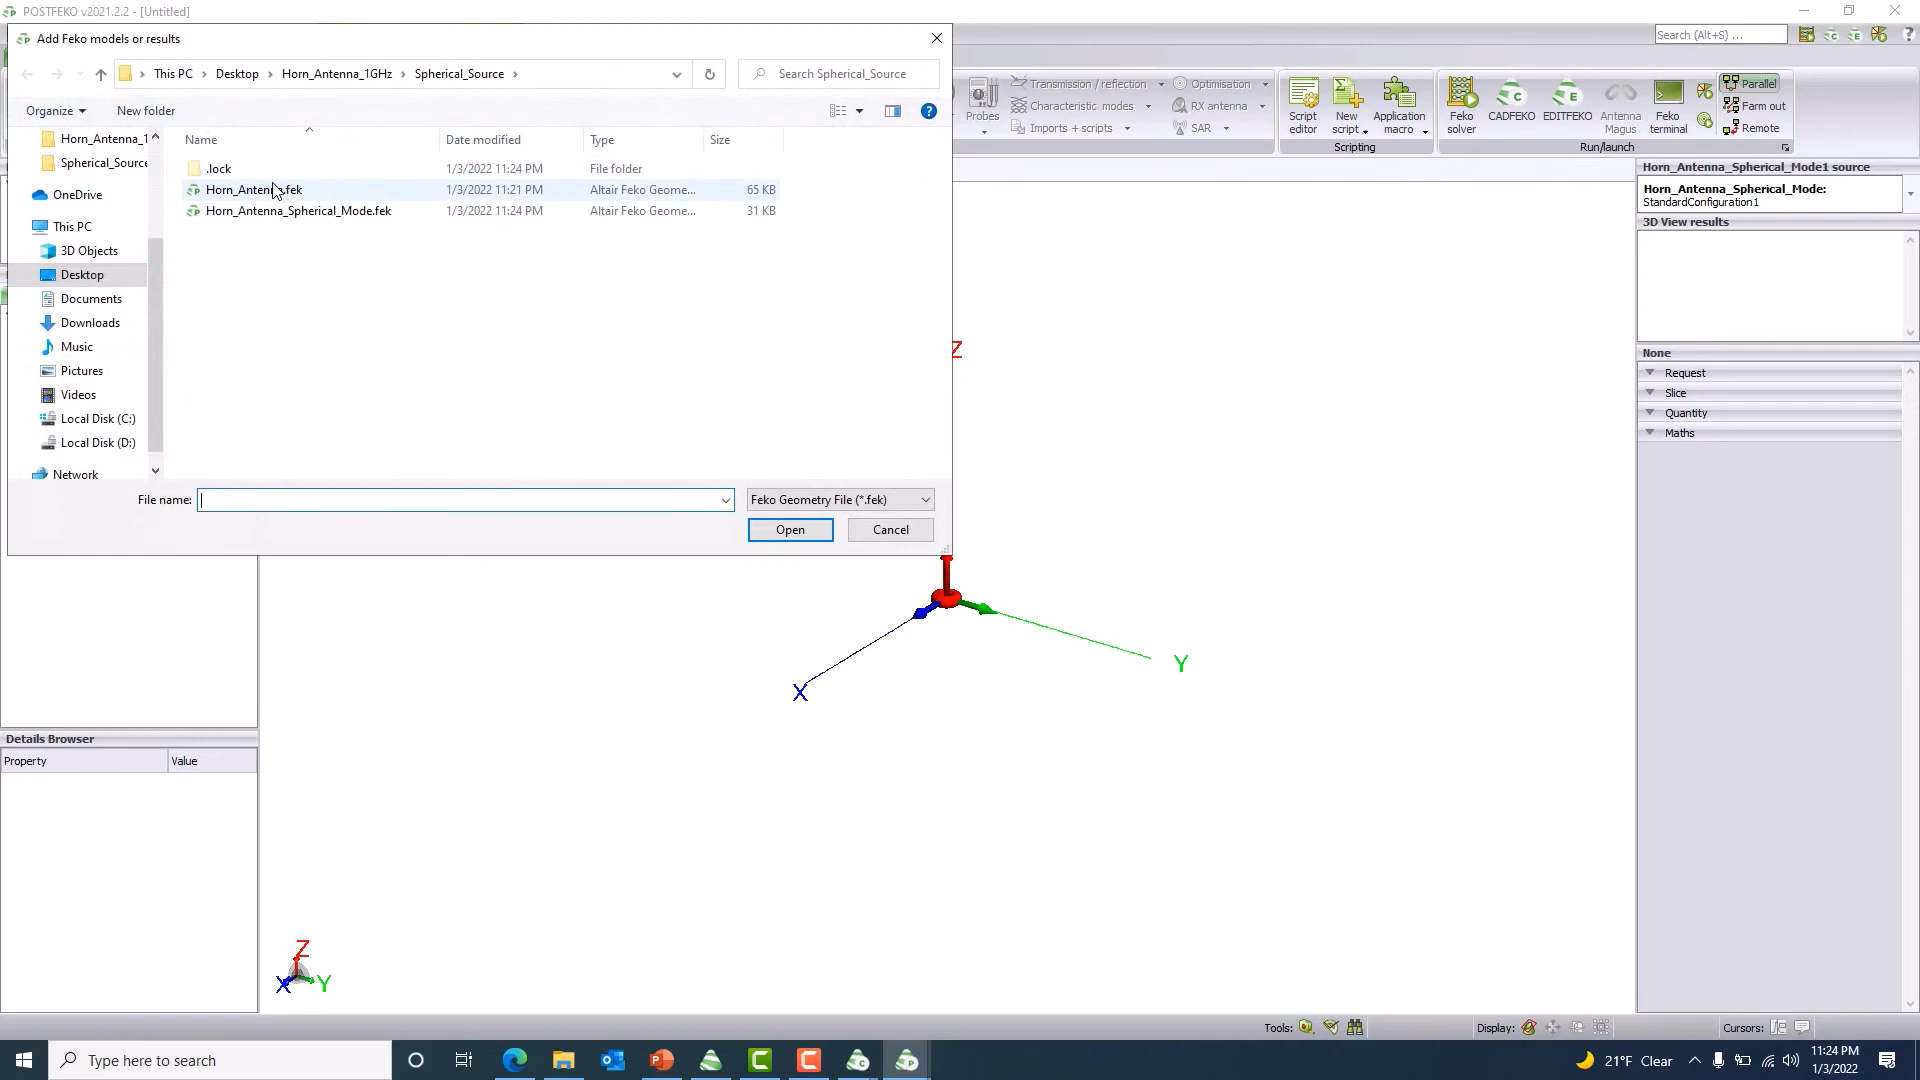 POSTFEKO v2021.2.2 - [Untitled]
Add Feko models or results
Search (Alt+S) ...
This PC > Desktop > Horn_Antenna_1GHz > Spherical_Source >
Search Spherical_Source
Organize
New folder
Name
Date modified
Type
Size
.lock
1/3/2022 11:24 PM
File folder
Horn_Antenna.fek
1/3/2022 11:21 PM
Altair Feko Geome...
65 KB
Horn_Antenna_Spherical_Mode.fek
1/3/2022 11:24 PM
Altair Feko Geome...
31 KB
Horn_Antenna_1
Spherical_Source
OneDrive
This PC
3D Objects
Desktop
Documents
Downloads
Music
Pictures
Videos
Local Disk (C:)
Local Disk (D:)
Network
File name:
Feko Geometry File (*.fek)
Open
Cancel
Probes
Transmission / reflection
Characteristic modes
Imports + scripts
Optimisation
RX antenna
SAR
Script editor
New script
Application macro
Scripting
Feko solver
CADFEKO
EDITFEKO
Antenna Magus
Feko terminal
Parallel
Farm out
Remote
Run/launch
Horn_Antenna_Spherical_Mode1 source
Horn_Antenna_Spherical_Mode:
StandardConfiguration1
3D View results
None
Request
Slice
Quantity
Maths
Z
X
Y
Details Browser
Property
Value
Z
X
Y
Tools:
Display:
Cursors:
Type here to search
21°F Clear
11:24 PM
1/3/2022